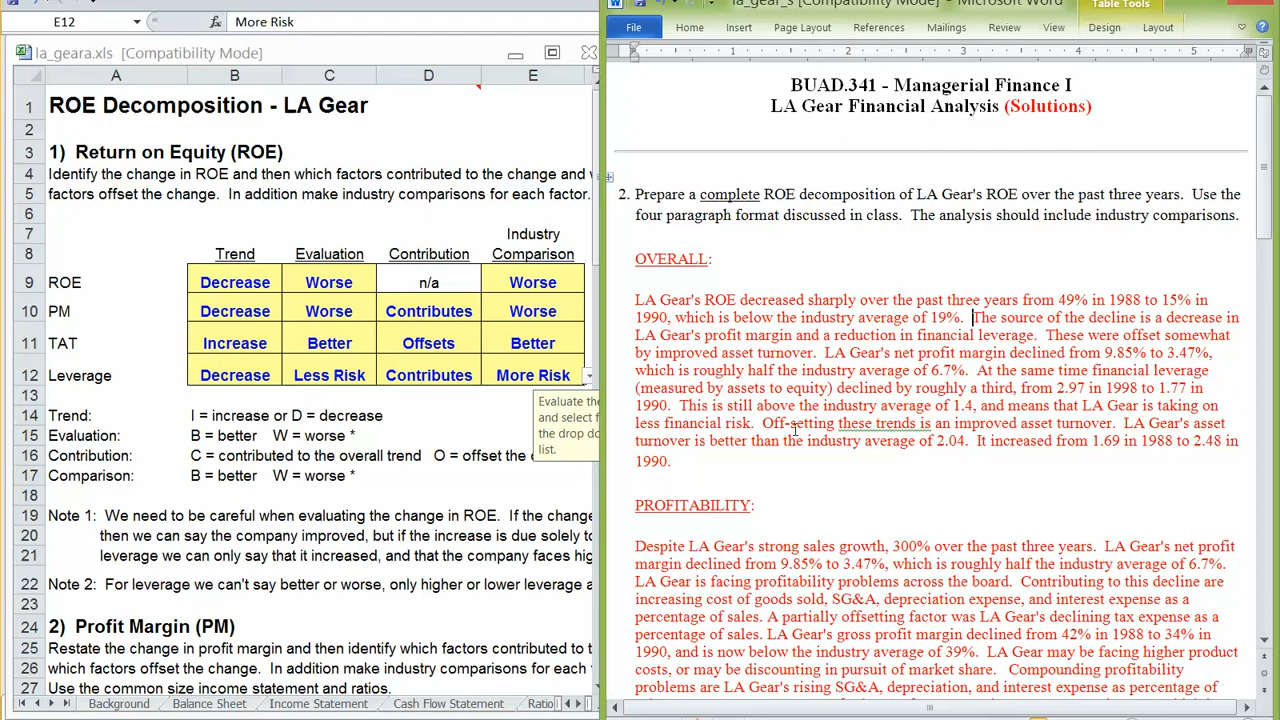 E12 fx More Risk
la_geara.xls [Compatibility Mode]
A B C D E
1 ROE Decomposition - LA Gear
2
3 1) Return on Equity (ROE)
4 Identify the change in ROE and then which factors contributed to the change and
5 factors offset the change. In addition make industry comparisons for each factor.
6
7 Industry
8 Trend Evaluation Contribution Comparison
9 ROE Decrease Worse n/a Worse
10 PM Decrease Worse Contributes Worse
11 TAT Increase Better Offsets Better
12 Leverage Decrease Less Risk Contributes More Risk
13
Evaluate the
and select f
the drop do
list.
14 Trend: I = increase or D = decrease
15 Evaluation: B = better W = worse *
16 Contribution: C = contributed to the overall trend O = offset the
17 Comparison: B = better W = worse *
18
19 Note 1: We need to be careful when evaluating the change in ROE. If the change
20 then we can say the company improved, but if the increase is due solely to
21 leverage we can only say that it increased, and that the company faces hig
22 Note 2: For leverage we can't say better or worse, only higher or lower leverage a
23
24 2) Profit Margin (PM)
25 Restate the change in profit margin and then identify which factors contributed to
26 which factors offset the change. In addition make industry comparisons for each
27 Use the common size income statement and ratios.
Background Balance Sheet Income Statement Cash Flow Statement Ratio
la_gear_s [Compatibility Mode] - Microsoft Word Table Tools
File Home Insert Page Layout References Mailings Review View Design Layout
1 2 3 4 5
BUAD.341 - Managerial Finance I
LA Gear Financial Analysis (Solutions)
2. Prepare a complete ROE decomposition of LA Gear's ROE over the past three years. Use the
four paragraph format discussed in class. The analysis should include industry comparisons.
OVERALL:
LA Gear's ROE decreased sharply over the past three years from 49% in 1988 to 15% in
1990, which is below the industry average of 19%. The source of the decline is a decrease in
LA Gear's profit margin and a reduction in financial leverage. These were offset somewhat
by improved asset turnover. LA Gear's net profit margin declined from 9.85% to 3.47%,
which is roughly half the industry average of 6.7%. At the same time financial leverage
(measured by assets to equity) declined by roughly a third, from 2.97 in 1998 to 1.77 in
1990. This is still above the industry average of 1.4, and means that LA Gear is taking on
less financial risk. Off-setting these trends is an improved asset turnover. LA Gear's asset
turnover is better than the industry average of 2.04. It increased from 1.69 in 1988 to 2.48 in
1990.
PROFITABILITY:
Despite LA Gear's strong sales growth, 300% over the past three years. LA Gear's net profit
margin declined from 9.85% to 3.47%, which is roughly half the industry average of 6.7%.
LA Gear is facing profitability problems across the board. Contributing to this decline are
increasing cost of goods sold, SG&A, depreciation expense, and interest expense as a
percentage of sales. A partially offsetting factor was LA Gear's declining tax expense as a
percentage of sales. LA Gear's gross profit margin declined from 42% in 1988 to 34% in
1990, and is now below the industry average of 39%. LA Gear may be facing higher product
costs, or may be discounting in pursuit of market share. Compounding profitability
problems are LA Gear's rising SG&A, depreciation, and interest expense as percentage of